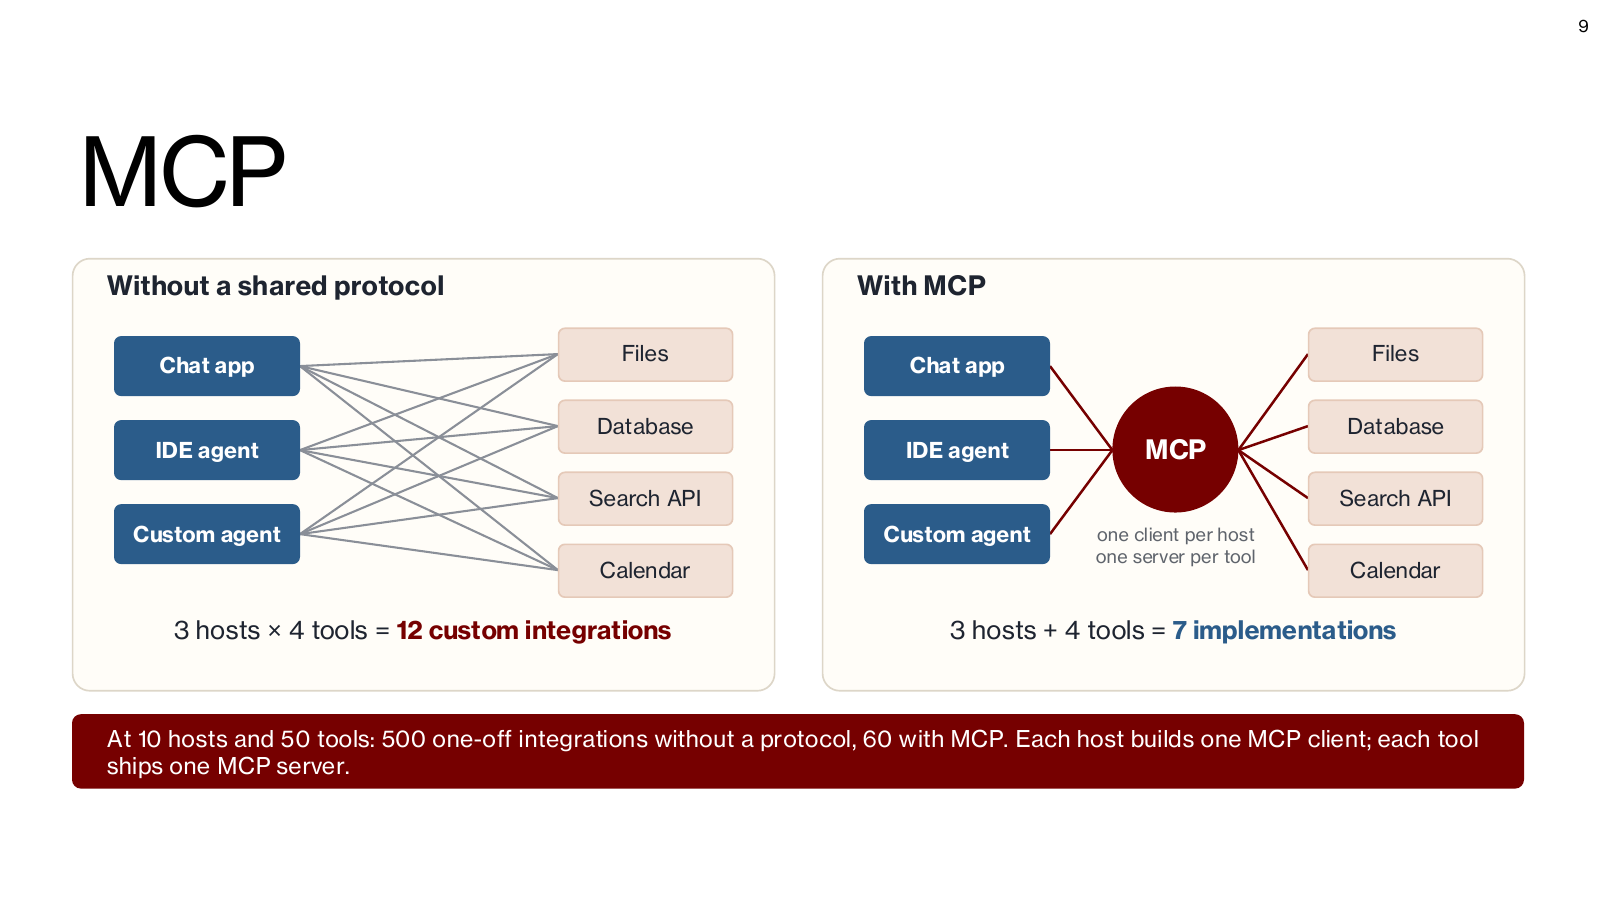 9
MCP
Without a shared protocol
Chat app
IDE agent
Custom agent
Files
Database
Search API
Calendar
3 hosts × 4 tools = 12 custom integrations
With MCP
Chat app
IDE agent
Custom agent
MCP
one client per host
one server per tool
Files
Database
Search API
Calendar
3 hosts + 4 tools = 7 implementations
At 10 hosts and 50 tools: 500 one-off integrations without a protocol, 60 with MCP. Each host builds one MCP client; each tool
ships one MCP server.